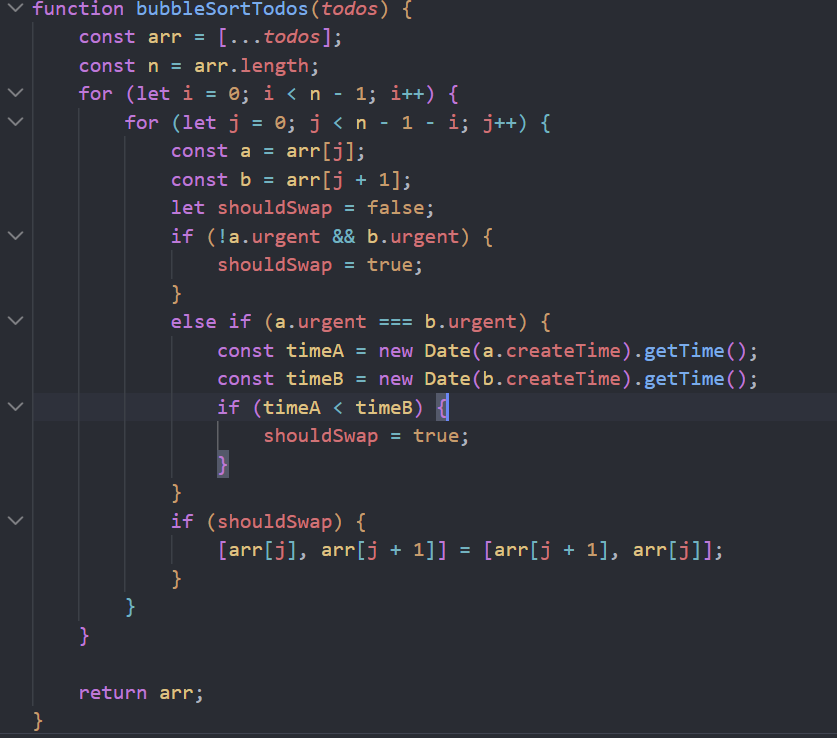 function bubbleSortTodos(todos) {
    const arr = [...todos];
    const n = arr.length;
    for (let i = 0; i < n - 1; i++) {
        for (let j = 0; j < n - 1 - i; j++) {
            const a = arr[j];
            const b = arr[j + 1];
            let shouldSwap = false;
            if (!a.urgent && b.urgent) {
                shouldSwap = true;
            }
            else if (a.urgent === b.urgent) {
                const timeA = new Date(a.createTime).getTime();
                const timeB = new Date(b.createTime).getTime();
                if (timeA < timeB) {
                    shouldSwap = true;
                }
            }
            if (shouldSwap) {
                [arr[j], arr[j + 1]] = [arr[j + 1], arr[j]];
            }
        }
    }

    return arr;
}